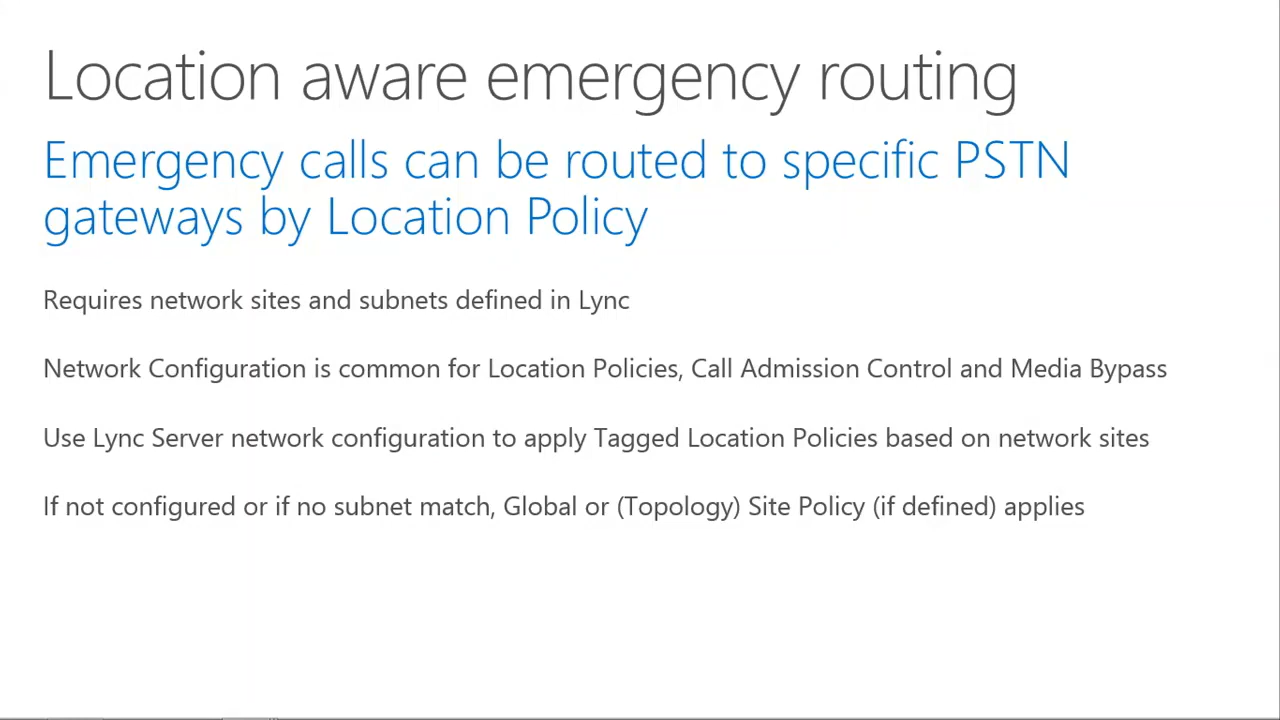 Location aware emergency routing
Emergency calls can be routed to specific PSTN
gateways by Location Policy
Requires network sites and subnets defined in Lync
Network Configuration is common for Location Policies, Call Admission Control and Media Bypass
Use Lync Server network configuration to apply Tagged Location Policies based on network sites
If not configured or if no subnet match, Global or (Topology) Site Policy (if defined) applies